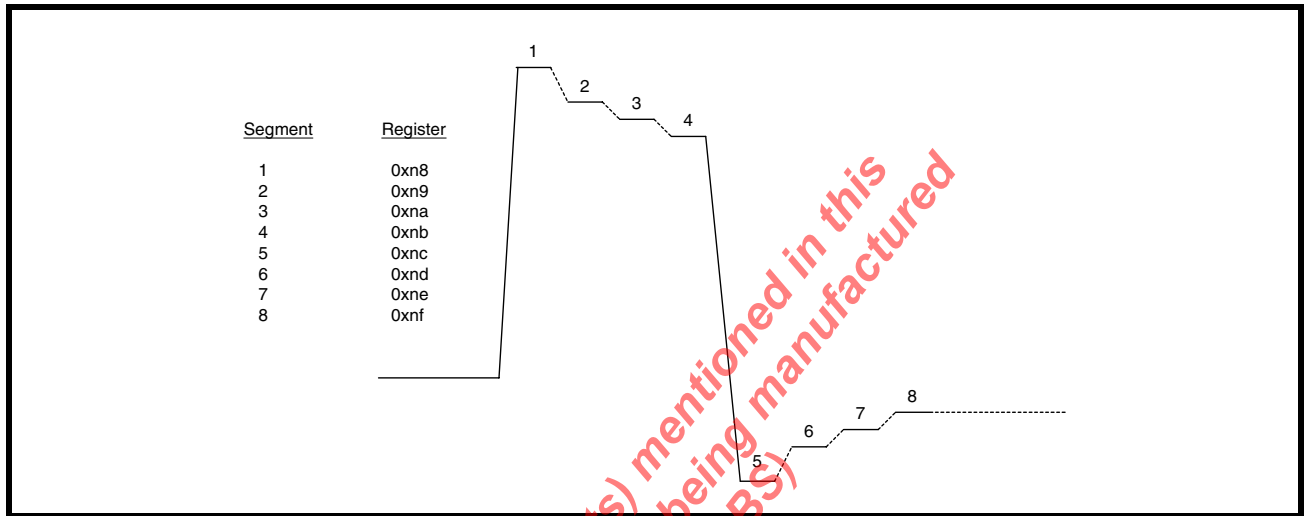 1
2
3
4
Segment Register
1 0xn8
2 0xn9
3 0xna
4 0xnb
5 0xnc
6 0xnd
7 0xne
8 0xnf
8
7
6
5
mentioned in this
being manufactured